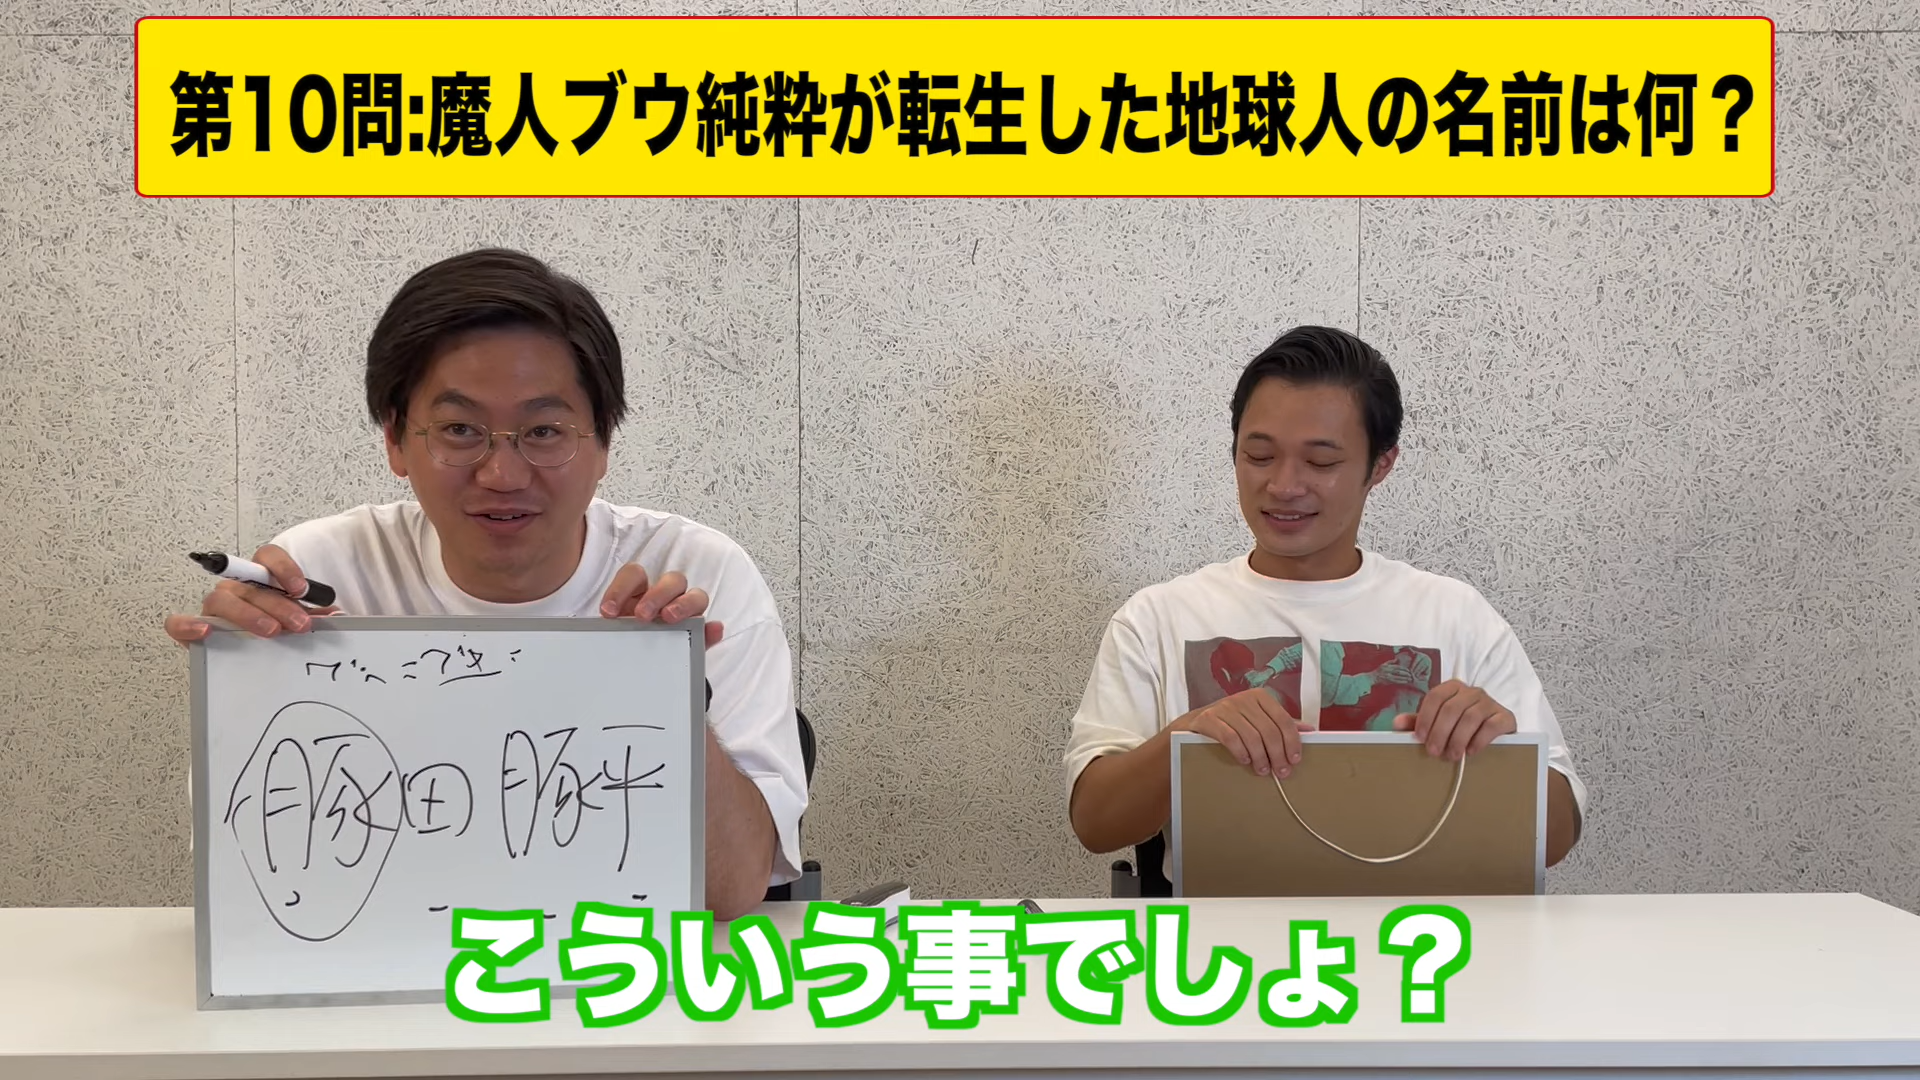 第10問:魔人ブウ純粋が転生した地球人の名前は何？
豚田 豚平
こういう事でしょ？